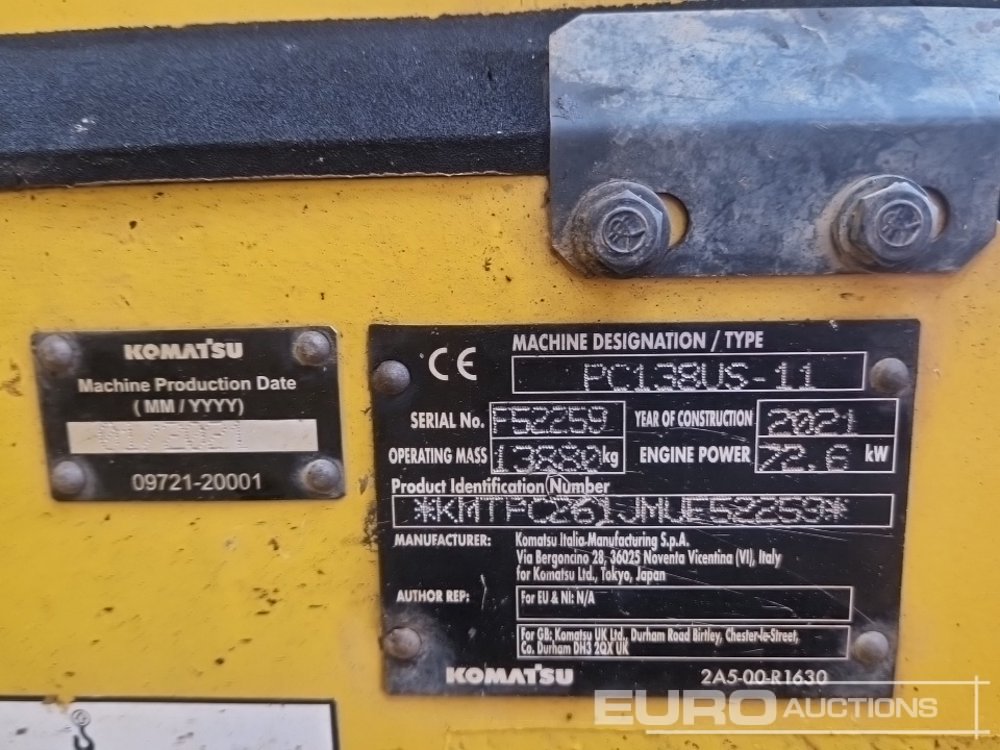 KOMATSU
Machine Production Date
(MM/YYYY)
01/2021
09721-20001
CE
MACHINE DESIGNATION / TYPE
PC138US-11
SERIAL No. F52259
YEAR OF CONSTRUCTION 2021
OPERATING MASS 13880 kg
ENGINE POWER 72.6 kW
Product Identification Number
*KMTPC261JMUF52259*
MANUFACTURER: Komatsu Italia Manufacturing S.p.A.
Via Bergoncino 28, 36025 Noventa Vicentina (VI), Italy
for Komatsu Ltd., Tokyo, Japan
AUTHOR REP: For EU & NI: N/A
For GB: Komatsu UK Ltd., Durham Road Birtley, Chester-le-Street,
Co. Durham DH3 2QX UK
KOMATSU 2A5-00-R1630
EURO AUCTIONS